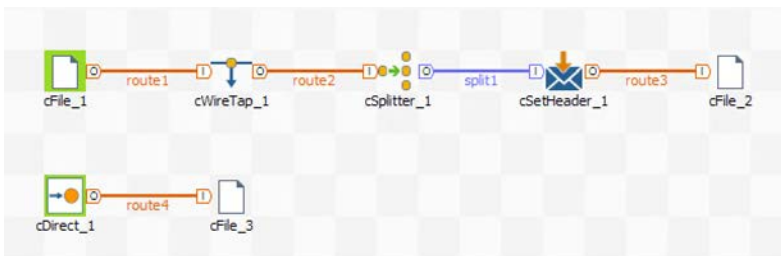 O route1 I O route2 I O split1 I O route3 I
cFile_1 cWireTap_1 cSplitter_1 cSetHeader_1 cFile_2
O route4 I
cDirect_1 cFile_3